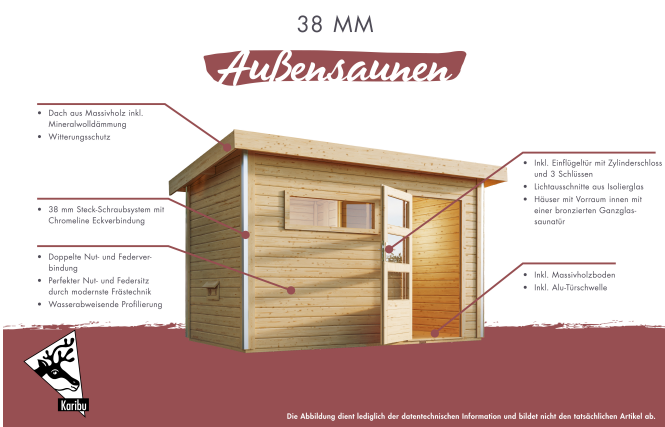 38 MM
Außensaunen
• Dach aus Massivholz inkl.
Mineralwolldämmung
• Witterungsschutz
• 38 mm Steck-Schraubsystem mit
Chromeline Eckverbindung
• Doppelte Nut- und Federver-
bindung
• Perfekter Nut- und Federsitz
durch modernste Frästechnik
• Wasserabweisende Profilierung
• Inkl. Einflügeltür mit Zylinderschloss
und 3 Schlüssen
• Lichtausschnitte aus Isolierglas
• Häuser mit Vorraum innen mit
einer bronzierten Ganzglas-
saunatür
• Inkl. Massivholzboden
• Inkl. Alu-Türschwelle
Karibu
Die Abbildung dient lediglich der datentechnischen Information und bildet nicht den tatsächlichen Artikel ab.